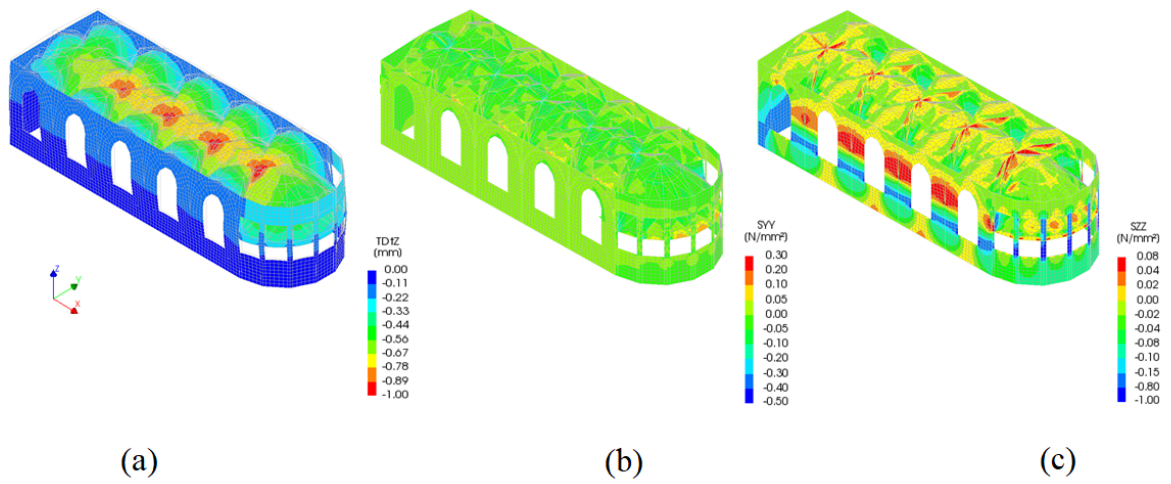 Z
Y
X
TDtZ
(mm)
0.00
-0.11
-0.22
-0.33
-0.44
-0.56
-0.67
-0.78
-0.89
-1.00
SYY
(N/mm²)
0.30
0.20
0.10
0.05
0.00
-0.05
-0.10
-0.20
-0.30
-0.40
-0.50
SZZ
(N/mm²)
0.08
0.04
0.02
0.00
-0.02
-0.04
-0.08
-0.10
-0.15
-0.80
-1.00
(a)
(b)
(c)